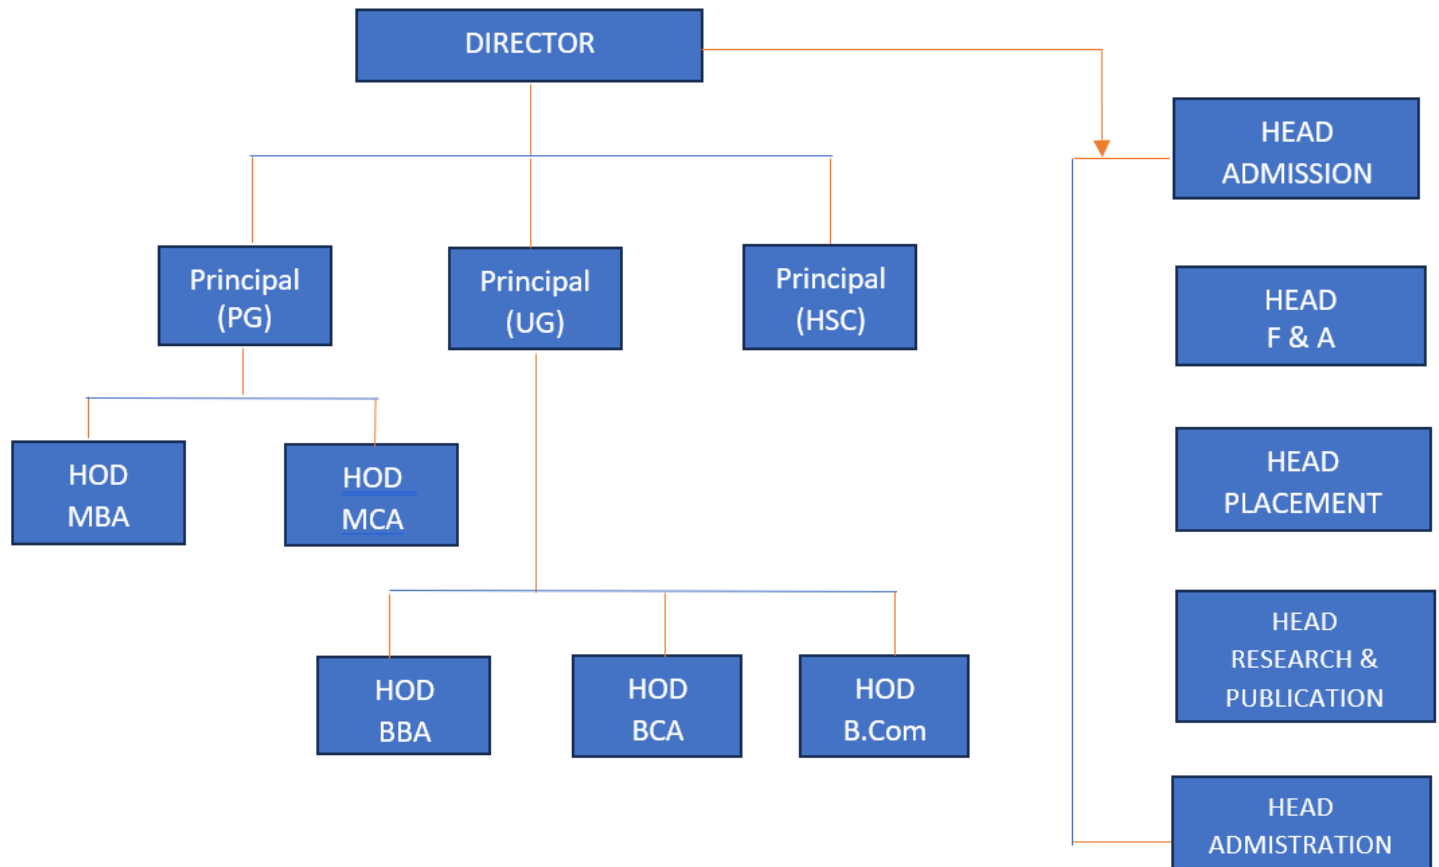 DIRECTOR
HEAD
ADMISSION
Principal
(PG)
Principal
(UG)
Principal
(HSC)
HEAD
F & A
HOD
MBA
HOD
MCA
HEAD
PLACEMENT
HEAD
RESEARCH &
PUBLICATION
HOD
BBA
HOD
BCA
HOD
B.Com
HEAD
ADMISTRATION